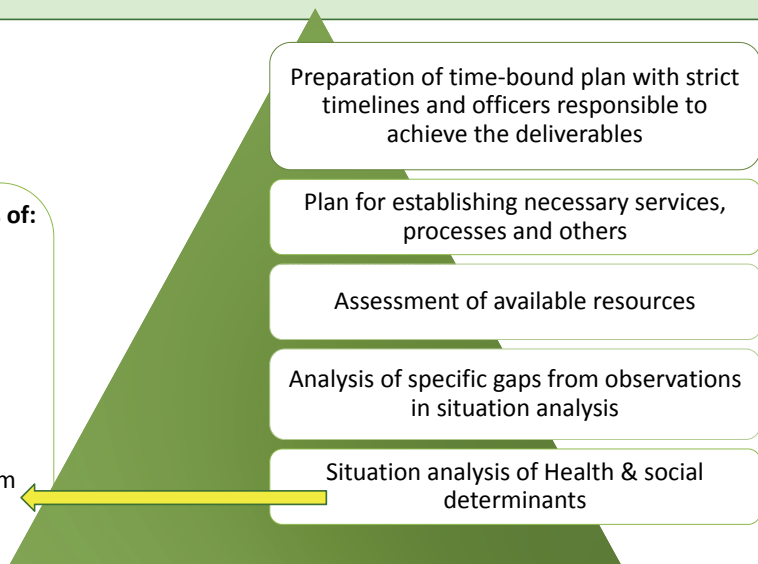 Preparation of time-bound plan with strict
timelines and officers responsible to
achieve the deliverables
of:
Plan for establishing necessary services,
processes and others
Assessment of available resources
Analysis of specific gaps from observations
in situation analysis
Situation analysis of Health & social
determinants